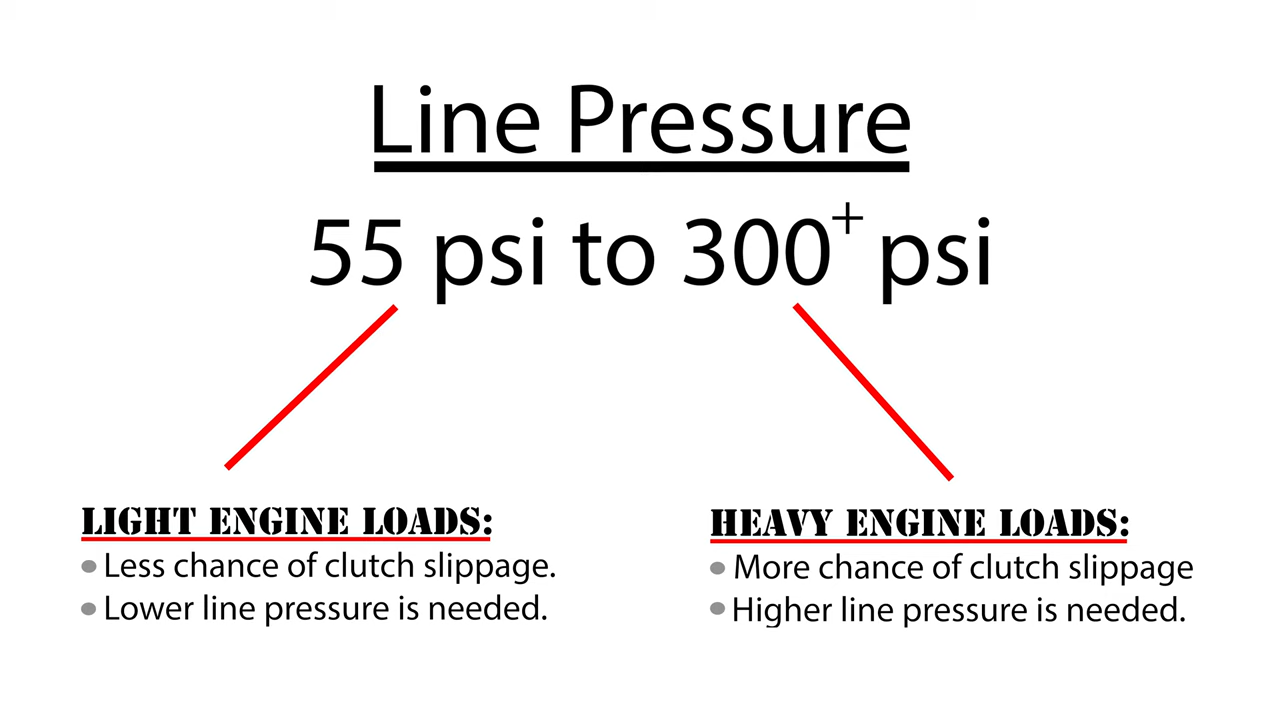 Line Pressure
55 psi to 300+ psi
LIGHT ENGINE LOADS:
• Less chance of clutch slippage.
• Lower line pressure is needed.
HEAVY ENGINE LOADS:
• More chance of clutch slippage
• Higher line pressure is needed.